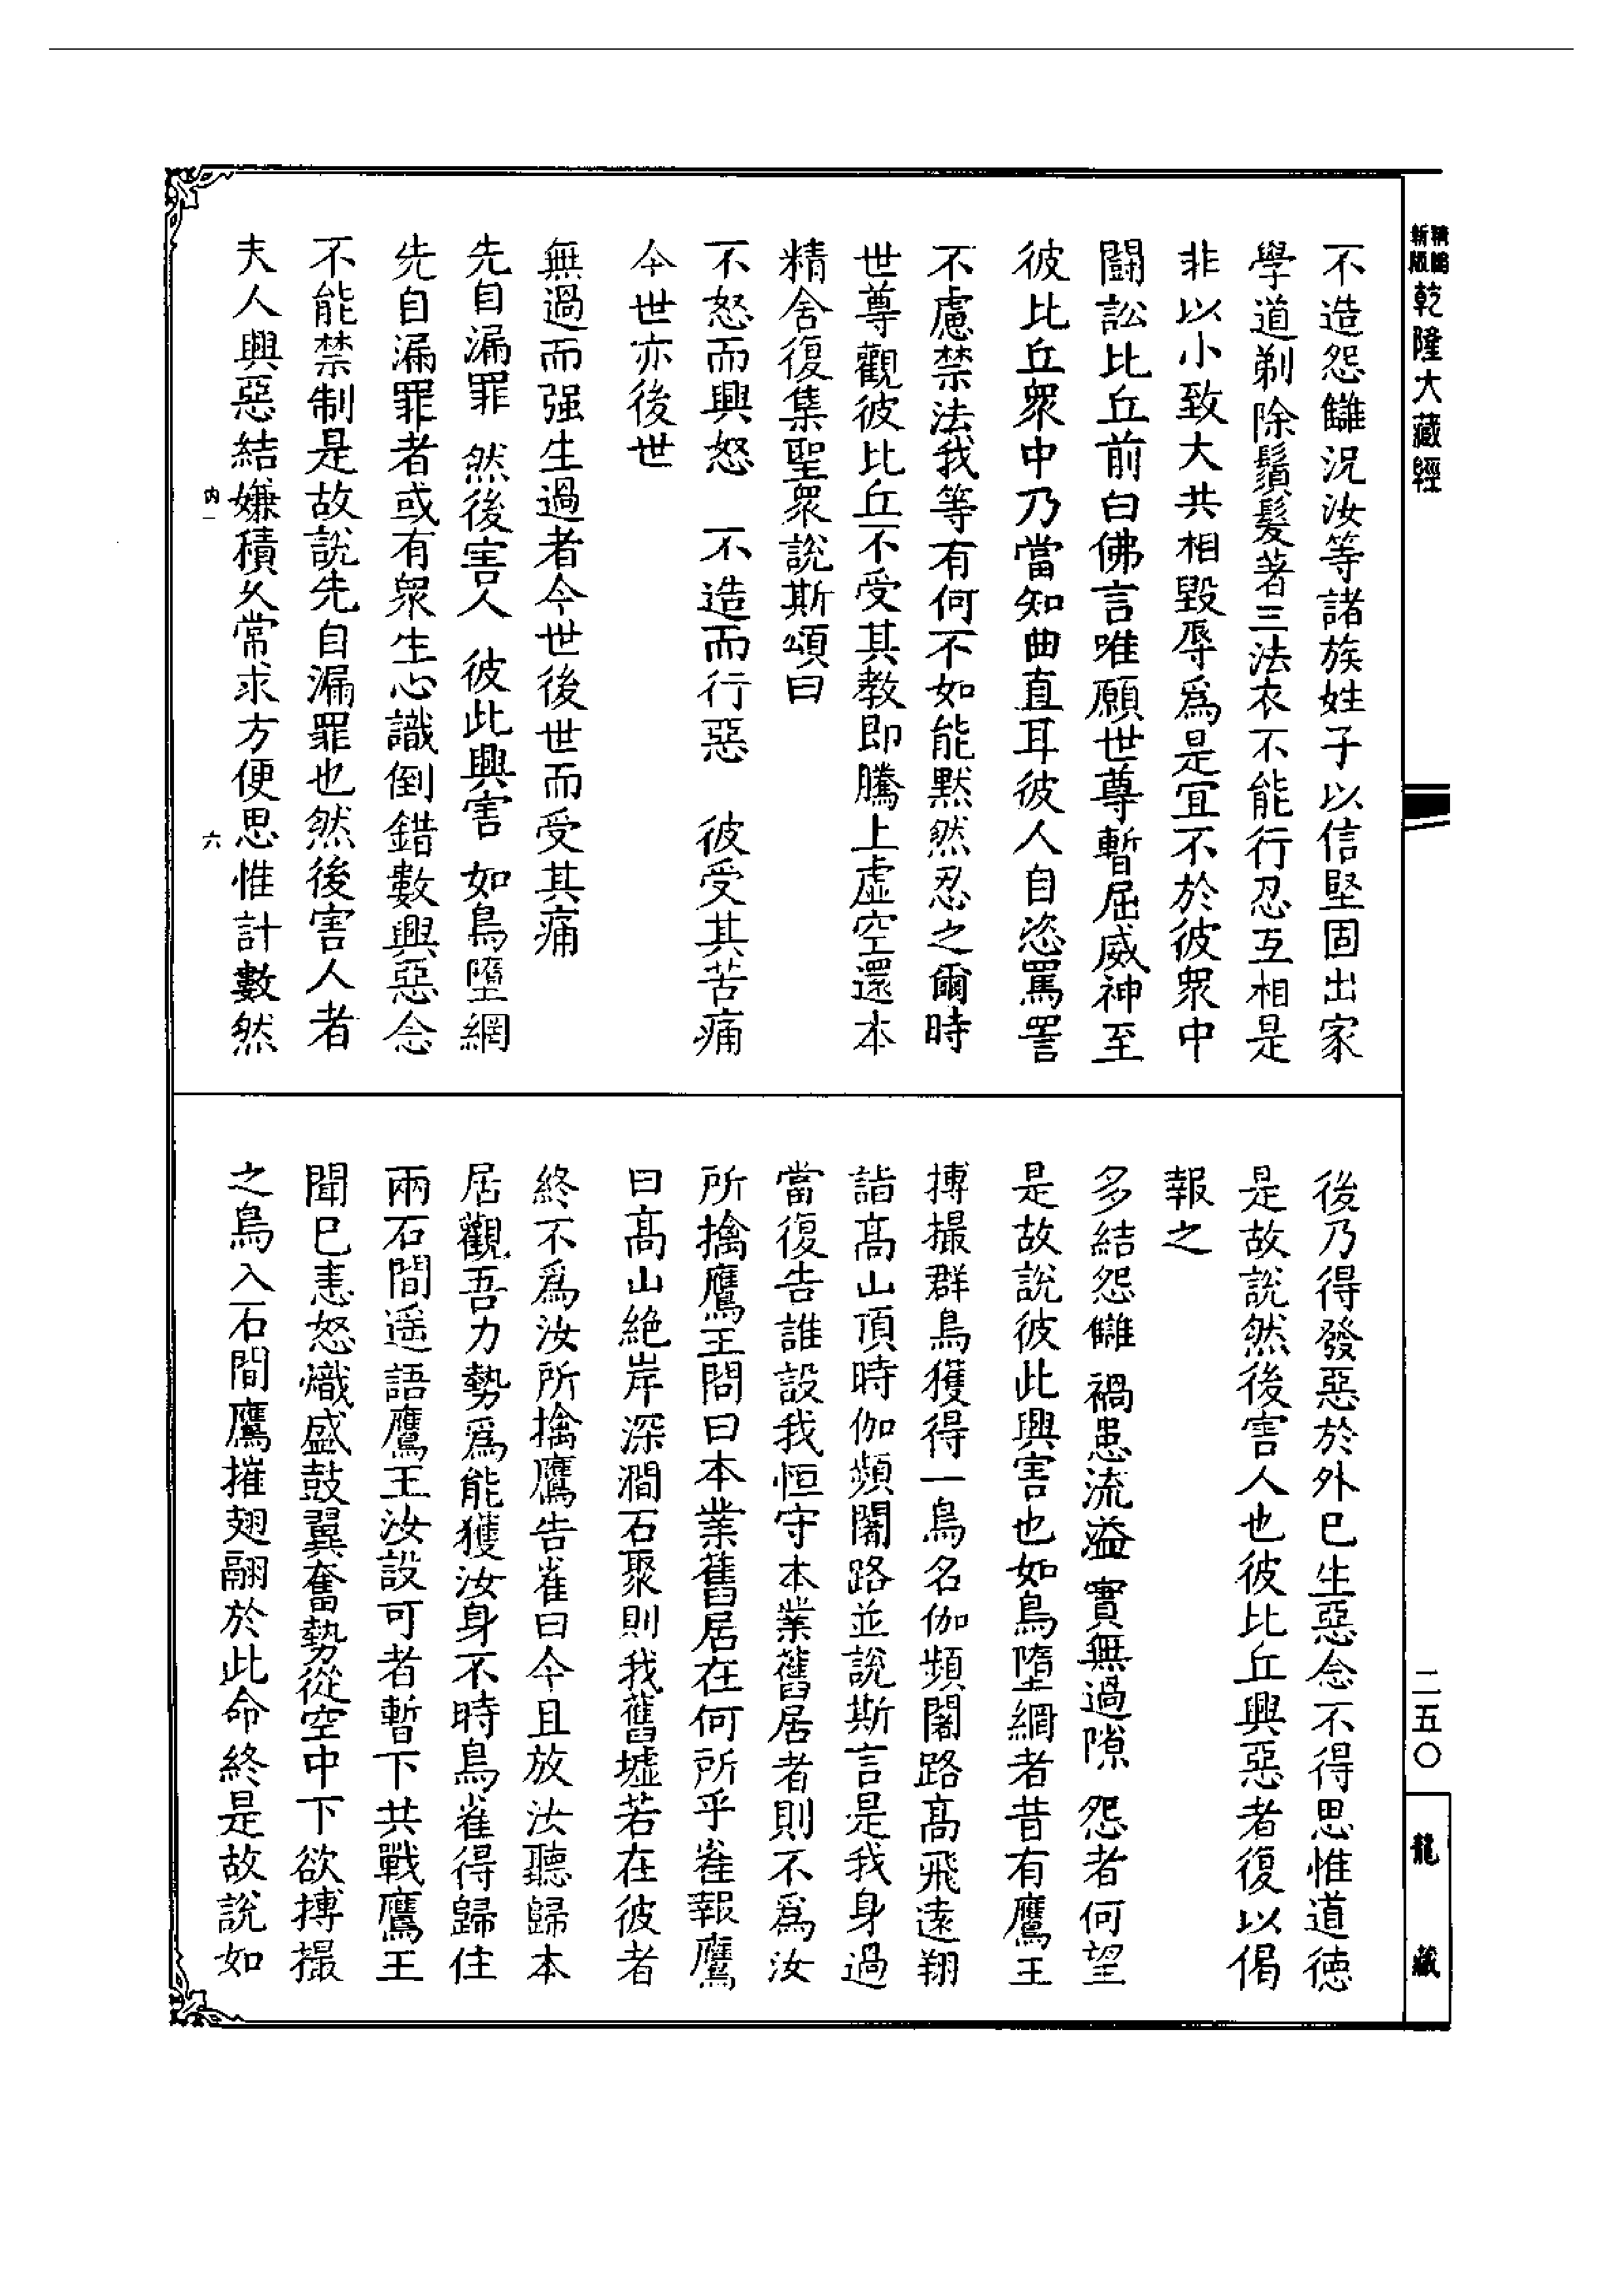 新版
乾隆大藏經
不造怨讎況汝等諸族姓子以信堅固出家
學道剃除鬚髮著三法衣不能行忍互相是
非以小致大共相毀辱爲是宜不於彼衆中
鬬訟比丘前白佛言唯願世尊暫屈威神至
彼比丘衆中乃當知曲直耳彼人自恣罵詈
不慮禁法我等有何不如能默然忍之爾時
世尊觀彼比丘不受其教即騰上虛空還本
精舍復集聖衆說斯頌曰
不怒而興怒　不造而行惡　彼受其苦痛
今世亦後世
無過而强生過者今世後世而受其痛
先自漏罪　然後害人　彼此興害　如鳥墮網
先自漏罪者或有衆生心識倒錯數興惡念
不能禁制是故說先自漏罪也然後害人者
夫人興惡結嫌積久常求方便思惟計數然
內一　六
後乃得發惡於外已生惡念不得思惟道德
是故說然後害人也彼比丘興惡者復以偈
報之
多結怨讎　禍患流溢　實無過隙　怨者何望
是故說彼此興害也如鳥墮網者昔有鷹王
搏撮群鳥獲得一鳥名伽頻闍路高飛遠翔
詣高山頂時伽頻闍路並說斯言是我身過
當復告誰設我恒守本業舊居者則不爲汝
所擒鷹王問曰本業舊居在何所乎雀報鷹
曰高山絶岸深澗石聚則我舊墟若在彼者
終不爲汝所擒鷹告雀曰今且放汝聽歸本
居觀吾力勢爲能獲汝身不時鳥雀得歸住
兩石間遥語鷹王汝設可者暫下共戰鷹王
聞已恚怒熾盛鼓翼奮勢從空中下欲搏撮
之鳥入石間鷹摧翅翮於此命終是故說如
二五〇
龍藏